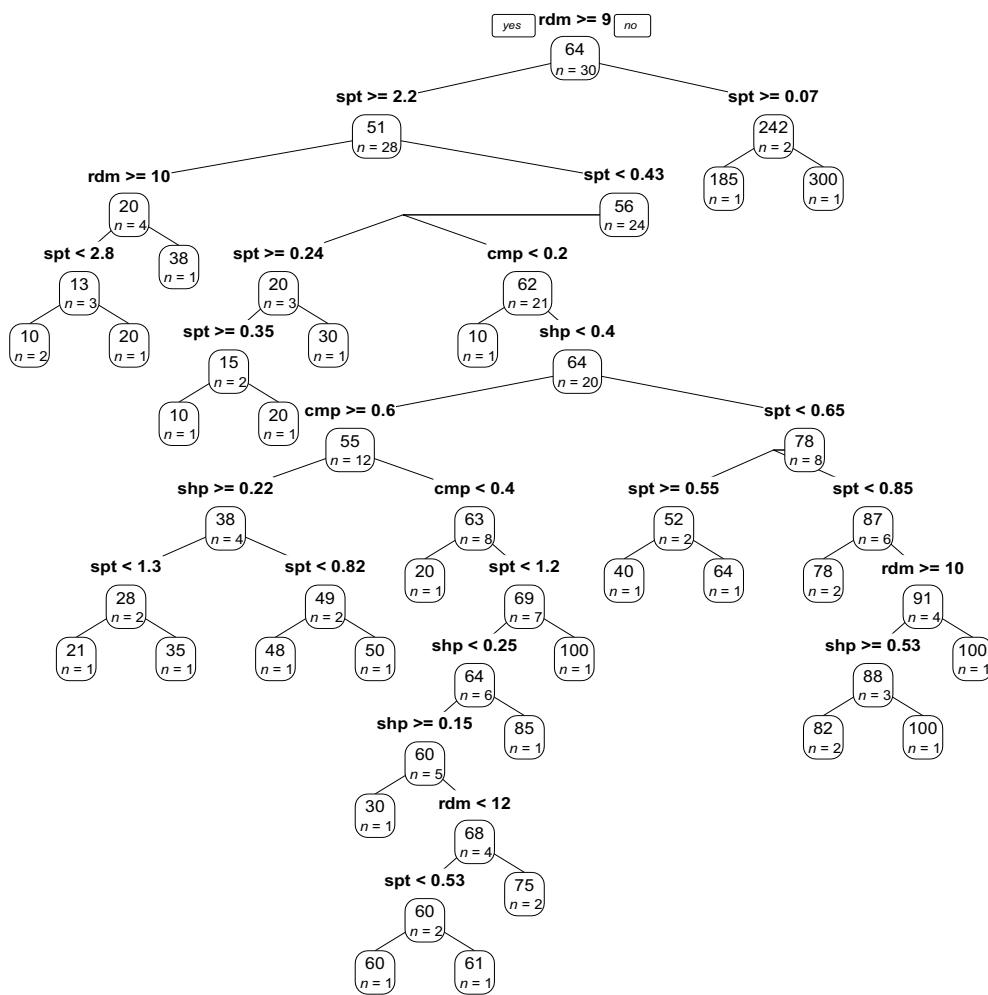 rdm >= 9
yes
no
64
n = 30
spt >= 2.2
spt >= 0.07
51
n = 28
242
n = 2
rdm >= 10
spt < 0.43
185
n = 1
300
n = 1
20
n = 4
56
n = 24
spt < 2.8
38
n = 1
spt >= 0.24
cmp < 0.2
13
n = 3
20
n = 3
62
n = 21
10
n = 2
20
n = 1
spt >= 0.35
30
n = 1
10
n = 1
shp < 0.4
15
n = 2
64
n = 20
10
n = 1
20
n = 1
cmp >= 0.6
spt < 0.65
55
n = 12
78
n = 8
shp >= 0.22
cmp < 0.4
spt >= 0.55
spt < 0.85
38
n = 4
63
n = 8
52
n = 2
87
n = 6
spt < 1.3
spt < 0.82
20
n = 1
spt < 1.2
40
n = 1
64
n = 1
78
n = 2
rdm >= 10
28
n = 2
49
n = 2
69
n = 7
91
n = 4
21
n = 1
35
n = 1
48
n = 1
50
n = 1
shp < 0.25
100
n = 1
shp >= 0.53
100
n = 1
64
n = 6
88
n = 3
shp >= 0.15
85
n = 1
82
n = 2
100
n = 1
60
n = 5
30
n = 1
rdm < 12
68
n = 4
spt < 0.53
75
n = 2
60
n = 2
60
n = 1
61
n = 1